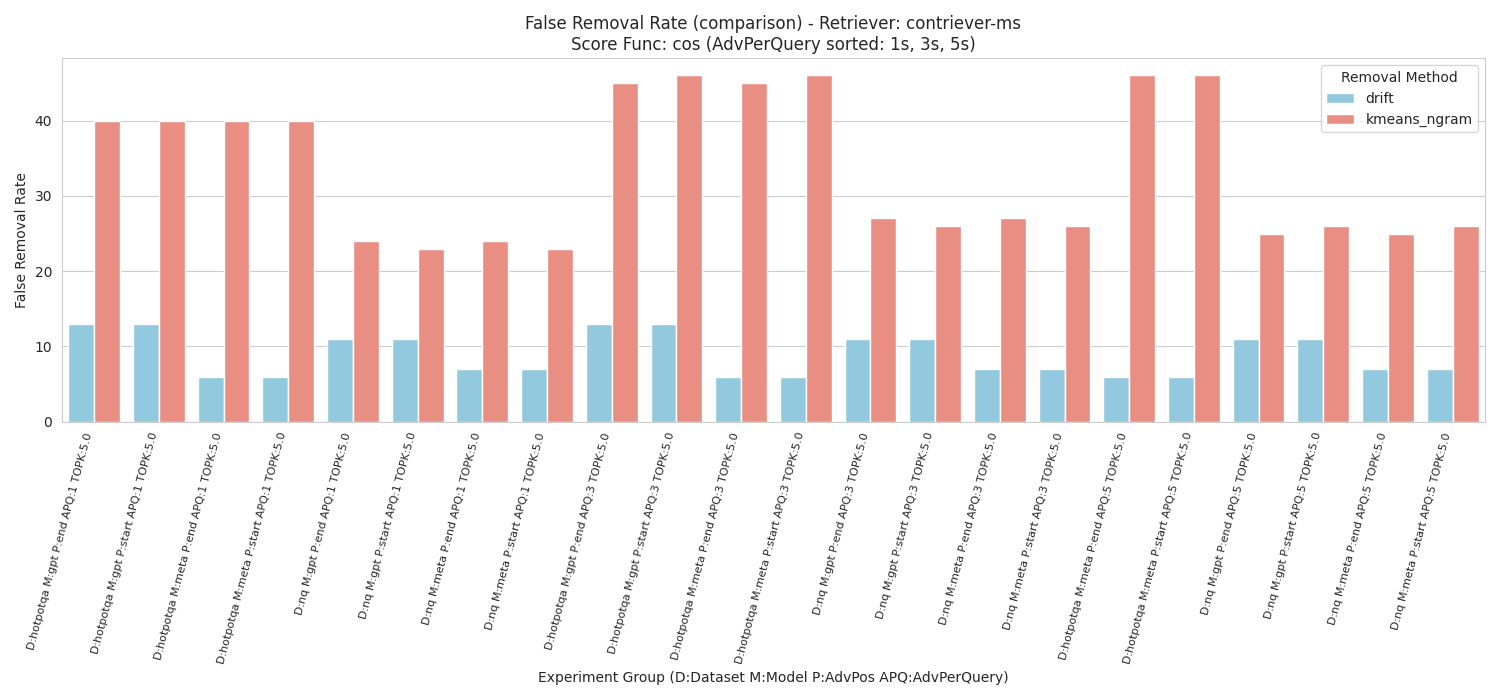 False Removal Rate (comparison) - Retriever: contriever-ms
Score Func: cos (AdvPerQuery sorted: 1s, 3s, 5s)
Removal Method
drift
kmeans_ngram
False Removal Rate
40
30
20
10
0
D:hotpotqa M:gpt P:end APQ:1 TOPK:5.0
D:hotpotqa M:gpt P:start APQ:1 TOPK:5.0
D:hotpotqa M:meta P:end APQ:1 TOPK:5.0
D:hotpotqa M:meta P:start APQ:1 TOPK:5.0
D:nq M:gpt P:end APQ:1 TOPK:5.0
D:nq M:gpt P:start APQ:1 TOPK:5.0
D:nq M:meta P:end APQ:1 TOPK:5.0
D:nq M:meta P:start APQ:1 TOPK:5.0
D:hotpotqa M:gpt P:end APQ:3 TOPK:5.0
D:hotpotqa M:gpt P:start APQ:3 TOPK:5.0
D:hotpotqa M:meta P:end APQ:3 TOPK:5.0
D:hotpotqa M:meta P:start APQ:3 TOPK:5.0
D:nq M:gpt P:end APQ:3 TOPK:5.0
D:nq M:gpt P:start APQ:3 TOPK:5.0
D:nq M:meta P:end APQ:3 TOPK:5.0
D:nq M:meta P:start APQ:3 TOPK:5.0
D:hotpotqa M:meta P:end APQ:5 TOPK:5.0
D:hotpotqa M:meta P:start APQ:5 TOPK:5.0
D:nq M:gpt P:end APQ:5 TOPK:5.0
D:nq M:gpt P:start APQ:5 TOPK:5.0
D:nq M:meta P:end APQ:5 TOPK:5.0
D:nq M:meta P:start APQ:5 TOPK:5.0
Experiment Group (D:Dataset M:Model P:AdvPos APQ:AdvPerQuery)